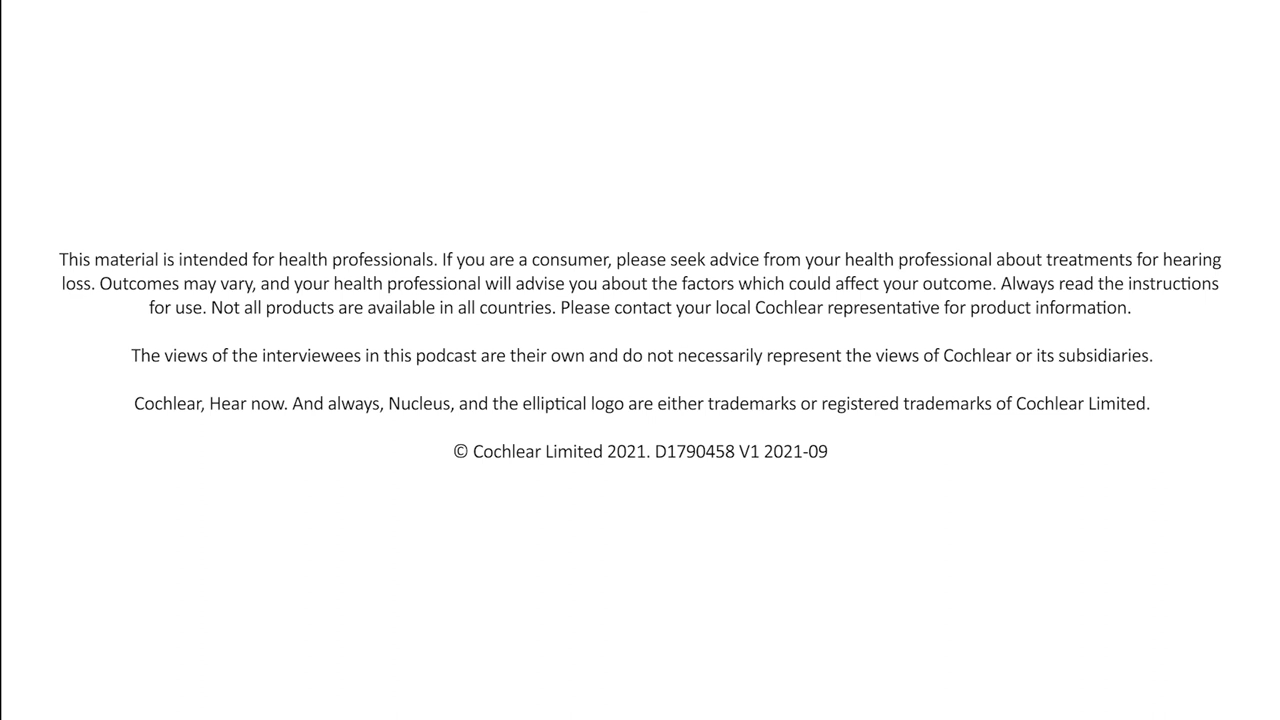 This material is intended for health professionals. If you are a consumer, please seek advice from your health professional about treatments for hearing
loss. Outcomes may vary, and your health professional will advise you about the factors which could affect your outcome. Always read the instructions
for use. Not all products are available in all countries. Please contact your local Cochlear representative for product information.
The views of the interviewees in this podcast are their own and do not necessarily represent the views of Cochlear or its subsidiaries.
Cochlear, Hear now. And always, Nucleus, and the elliptical logo are either trademarks or registered trademarks of Cochlear Limited.
© Cochlear Limited 2021. D1790458 V1 2021-09